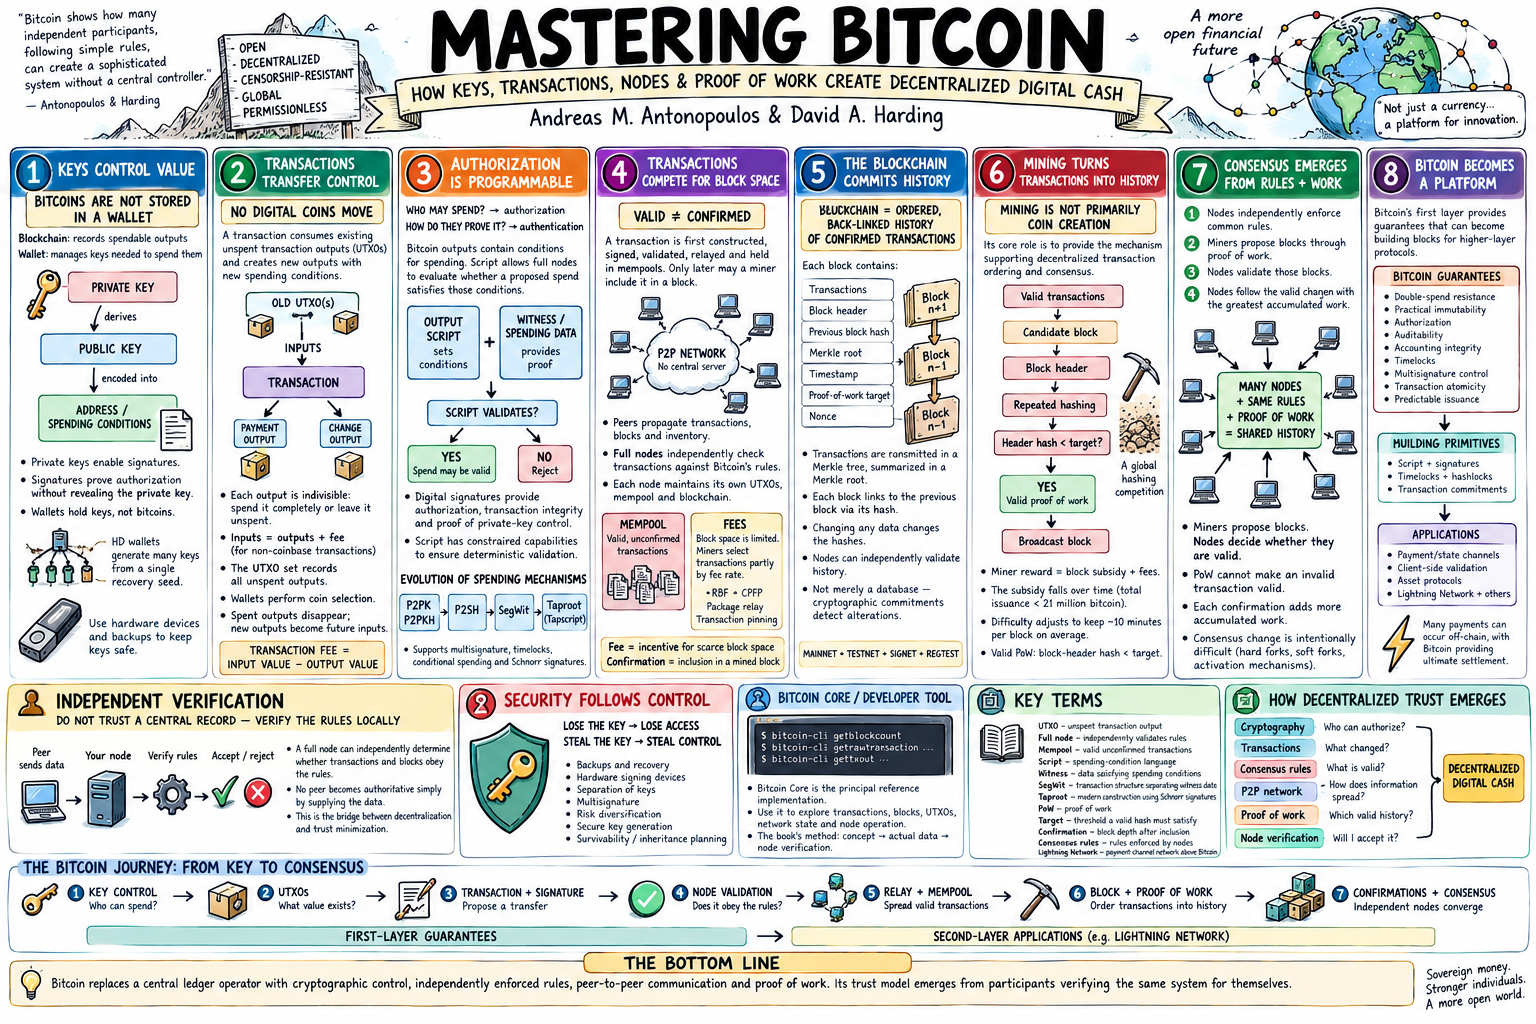 "Bitcoin shows how many
independent participants,
following simple rules,
can create a sophisticated
system without a central controller."
— Antonopoulos & Harding
- OPEN
- DECENTRALIZED
- CENSORSHIP-RESISTANT
- GLOBAL
PERMISSIONLESS
MASTERING BITCOIN
HOW KEYS, TRANSACTIONS, NODES & PROOF OF WORK CREATE DECENTRALIZED DIGITAL CASH
Andreas M. Antonopoulos & David A. Harding
A more
open financial
future
"Not just a currency...
a platform for innovation.
1 KEYS CONTROL VALUE
BITCOINS ARE NOT STORED
IN A WALLET
Blockchain: records spendable outputs
Wallet: manages keys needed to spend them
PRIVATE KEY
derives
PUBLIC KEY
encoded into
ADDRESS /
SPENDING CONDITIONS
• Private keys enable signatures.
• Signatures prove authorization
without revealing the private key.
• Wallets hold keys, not bitcoins.
HD wallets
generate many keys
from a single
recovery seed.
Use hardware devices
and backups to keep
keys safe.
2 TRANSACTIONS
TRANSFER CONTROL
NO DIGITAL COINS MOVE
A transaction consumes existing
unspent transaction outputs (UTXOs)
and creates new outputs with
new spending conditions.
OLD UTXO(s)
INPUTS
TRANSACTION
PAYMENT
OUTPUT
CHANGE
OUTPUT
• Each output is indivisible:
spend it completely or leave it
unspent.
• Inputs = outputs + fee
(for non-coinbase transactions)
• The UTXO set records
all unspent outputs.
• Wallets perform coin selection.
• Spent outputs disappear;
new outputs become future inputs.
TRANSACTION FEE =
INPUT VALUE – OUTPUT VALUE
3 AUTHORIZATION
IS PROGRAMMABLE
WHO MAY SPEND? → authorization
HOW DO THEY PROVE IT? → authentication
Bitcoin outputs contain conditions
for spending. Script allows full nodes
to evaluate whether a proposed spend
satisfies those conditions.
OUTPUT
SCRIPT
sets
conditions
+
WITNESS /
SPENDING DATA
provides
proof
SCRIPT VALIDATES?
YES
Spend may be valid
NO
Reject
• Digital signatures provide
authorization, transaction integrity
and proof of private-key control.
• Script has constrained capabilities
to ensure deterministic validation.
EVOLUTION OF SPENDING MECHANISMS
P2PK
P2PKH
P2SH
SegWit
Taproot
(Tapscript)
• Supports multisignature, timelocks,
conditional spending and Schnorr signatures.
4 TRANSACTIONS
COMPETE FOR BLOCK SPACE
VALID ≠ CONFIRMED
A transaction is first constructed,
signed, validated, relayed and held
in mempools. Only later may a miner
include it in a block.
P2P NETWORK
No central server
• Peers propagate transactions,
blocks and inventory.
• Full nodes independently check
transactions against Bitcoin's rules.
• Each node maintains its own UTXOs,
mempool and blockchain.
MEMPOOL
Valid, unconfirmed
transactions
FEES
Block space is limited.
Miners select
transactions partly
by fee rate.
• RBF • CPFP
Package relay
Transaction pinning
Fee = incentive for scarce block space
Confirmation = inclusion in a mined block
5 THE BLOCKCHAIN
COMMITS HISTORY
BLUCKCHAIN = ORDERED,
BACK-LINKED HISTORY
OF CONFIRMED TRANSACTIONS
Each block contains:
Transactions
Block header
Previous block hash
Merkle root
Timestamp
Proof-of-work target
Nonce
Block
n+1
Block
n−1
Block
n−1
• Transactions are ransmitted in a
Merkle tree, summarized in a
Merkle root.
• Each block links to the previous
block via its hash.
• Changing any data changes
the hashes.
• Nodes can independently validate
history.
• Not merely a database —
cryptographic commitments
detect alterations.
MAINNET • TESTNET • SIGNET • REGTEST
6 MINING TURNS
TRANSACTIONS INTO HISTORY
MINING IS NOT PRIMARILY
COIN CREATION
Its core role is to provide the mechanism
supporting decentralized transaction
ordering and consensus.
Valid transactions
Candidate block
Block header
Repeated hashing
Header hash < target?
YES
Valid proof of work
Broadcast block
A global
hashing
competition
• Miner reward = block subsidy + fees.
• The subsidy falls over time (total
issuance < 21 million bitcoin).
• Difficulty adjusts to keep ~10 minutes
per block on average.
• Valid PoW: block-header hash < target.
7 CONSENSUS EMERGES
FROM RULES + WORK
1 Nodes independently enforce
common rules.
2 Miners propose blocks through
proof of work.
3 Nodes validate those blocks.
4 Nodes follow the valid chaцen with
the greatest accumulated work.
MANY NODES
+ SAME RULES
+ PROOF OF WORK
= SHARED HISTORY
• Miners propose blocks.
Nodes decide whether they
are valid.
• PoW cannot make an invalid
transaction valid.
• Each confirmation adds more
accumulated work.
• Consensus change is intentionally
difficult (hard forks, soft forks,
activation mechanisms).
8 BITCOIN BECOMES
A PLATFORM
Bitcoin's first layer provides
guarantees that can become
building blocks for higher-layer
protocols.
BITCOIN GUARANTEES
• Double-spend resistance
• Practical immutability
• Authorization
• Auditability
• Accounting integrity
• Timelocks
• Multisignature control
• Transaction atomicity
• Predictable issuance
MUILDING PRIMITIVES
• Script + signatures
• Timelocks + hashlocks
• Transaction commitments
APPLICATIONS
• Payment/state channels
• Client-side validation
• Asset protocols
• Lightning Network + others
Many payments can
occur off-chain, with
Bitcoin providing
ultimate settlement.
INDEPENDENT VERIFICATION
DO NOT TRUST A CENTRAL RECORD — VERIFY THE RULES LOCALLY
Peer
sends data
Your node
Verify rules
Accept / reject
• A full node can independently determine
whether transactions and blocks obey
the rules.
• No peer becomes authoritative simply
by supplying the data.
• This is the bridge between decentralization
and trust minimization.
SECURITY FOLLOWS CONTROL
LOSE THE KEY → LOSE ACCESS
STEAL THE KEY → STEAL CONTROL
• Backups and recovery
• Hardware signing devices
• Separation of keys
• Multisignature
• Risk diversification
• Secure key generation
• Survivability / inheritance planning
BITCOIN CORE / DEVELOPER TOOL
$ bitcoin-cli getblockcount
$ bitcoin-cli getrawtransaction ...
$ bitcoin-cli gettxout ...
• Bitcoin Core is the principal reference
implementation.
• Use it to explore transactions, blocks, UTXOs,
network state and node operation.
• The book's method: concept → actual data →
node verification.
KEY TERMS
UTXO – unspent transaction output
Full node – independently validates rules
Mempool – valid unconfirmed transactions
Script – spending-condition language
Witness – data satisfying spending conditions
SegWit – transaction structure separating witness data
Taproot – modern construction using Schnorr signatures
PoW – proof of work
Target – threshold a valid hash must satisfy
Confirmation – block depth after inclusion
Consensus rules – rules enforced by nodes
Lightning Network – payment channel network above Bitcoin
HOW DECENTRALIZED TRUST EMERGES
Cryptography Who can authorize?
Transactions What changed?
Consensus rules What is valid?
P2P network How does information
spread?
Proof of work Which valid history?
Node verification Will I accept it?
DECENTRALIZED
DIGITAL CASH
THE BITCOIN JOURNEY: FROM KEY TO CONSENSUS
1 KEY CONTROL
Who can spend?
2 UTXOs
What value exists?
3 TRANSACTION + SIGNATURE
Propose a transfer
4 NODE VALIDATION
Does it obey the rules?
5 RELAY + MEMPOOL
Spread valid transactions
6 BLOCK + PROOF OF WORK
Order transactions into history
7 CONFIRMATIONS + CONSENSUS
Independent nodes converge
FIRST-LAYER GUARANTEES
SECOND-LAYER APPLICATIONS (e.g. LIGHTNING NETWORK)
THE BOTTOM LINE
Bitcoin replaces a central ledger operator with cryptographic control, independently enforced rules, peer-to-peer communication and proof of work. Its trust model emerges from participants verifying the same system for themselves.
Sovereign money.
Stronger individuals.
A more open world.